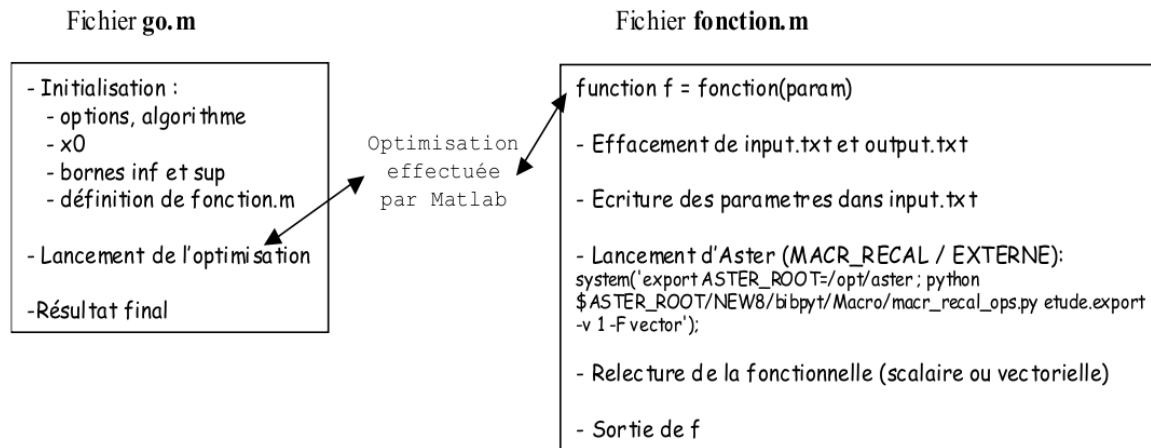 Fichier go.m
- Initialisation :
- options, algorithme
- x0
- bornes inf et sup
- définition de fonction.m
- Lancement de l'optimisation
-Résultat final
Optimisation
effectuée
par Matlab
Fichier fonction.m
function f = fonction(param)
- Effacement de input.txt et output.txt
- Ecriture des parametres dans input.txt
- Lancement d'Aster (MACR_RECAL / EXTERNE):
system('export ASTER_ROOT=/opt/aster ; python
$ASTER_ROOT/NEW8/bibpyt/Macro/macr_recal_ops.py etude.export
-v 1 -F vector');
- Relecture de la fonctionnelle (scalaire ou vectorielle)
- Sortie de f